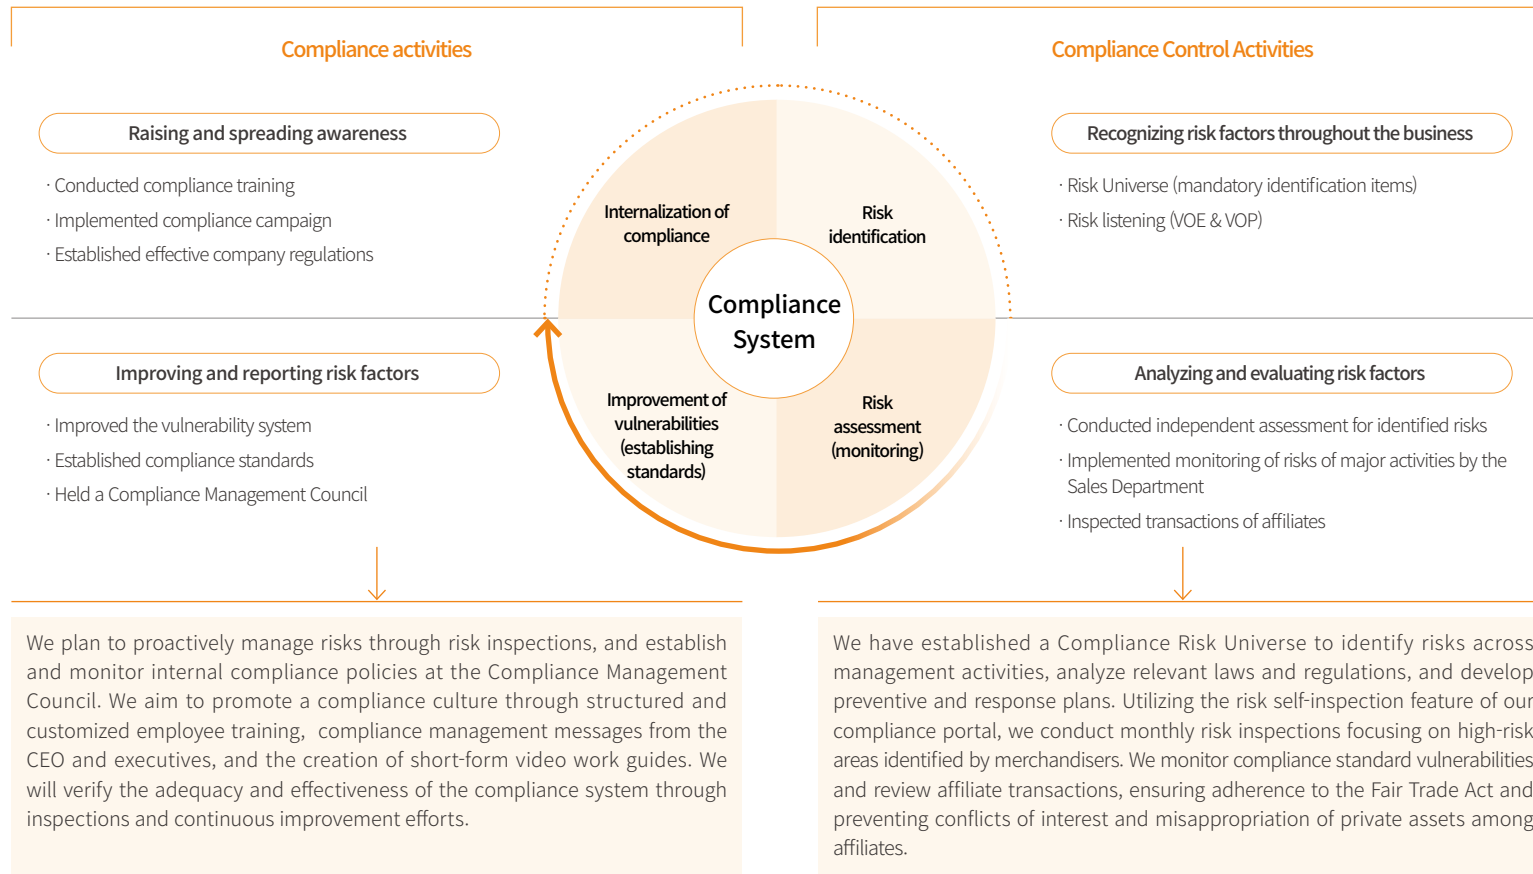 Compliance activities
Raising and spreading awareness
· Conducted compliance training
· Implemented compliance campaign
· Established effective company regulations
Improving and reporting risk factors
· Improved the vulnerability system
· Established compliance standards
· Held a Compliance Management Council
Internalization of
compliance
Risk
identification
Compliance
System
Improvement of
vulnerabilities
(establishing
standards)
Risk
assessment
(monitoring)
Compliance Control Activities
Recognizing risk factors throughout the business
· Risk Universe (mandatory identification items)
· Risk listening (VOE & VOP)
Analyzing and evaluating risk factors
· Conducted independent assessment for identified risks
· Implemented monitoring of risks of major activities by the
Sales Department
· Inspected transactions of affiliates
We plan to proactively manage risks through risk inspections, and establish
and monitor internal compliance policies at the Compliance Management
Council. We aim to promote a compliance culture through structured and
customized employee training, compliance management messages from the
CEO and executives, and the creation of short-form video work guides. We
will verify the adequacy and effectiveness of the compliance system through
inspections and continuous improvement efforts.
We have established a Compliance Risk Universe to identify risks across
management activities, analyze relevant laws and regulations, and develop
preventive and response plans. Utilizing the risk self-inspection feature of our
compliance portal, we conduct monthly risk inspections focusing on high-risk
areas identified by merchandisers. We monitor compliance standard vulnerabilities
and review affiliate transactions, ensuring adherence to the Fair Trade Act and
preventing conflicts of interest and misappropriation of private assets among
affiliates.